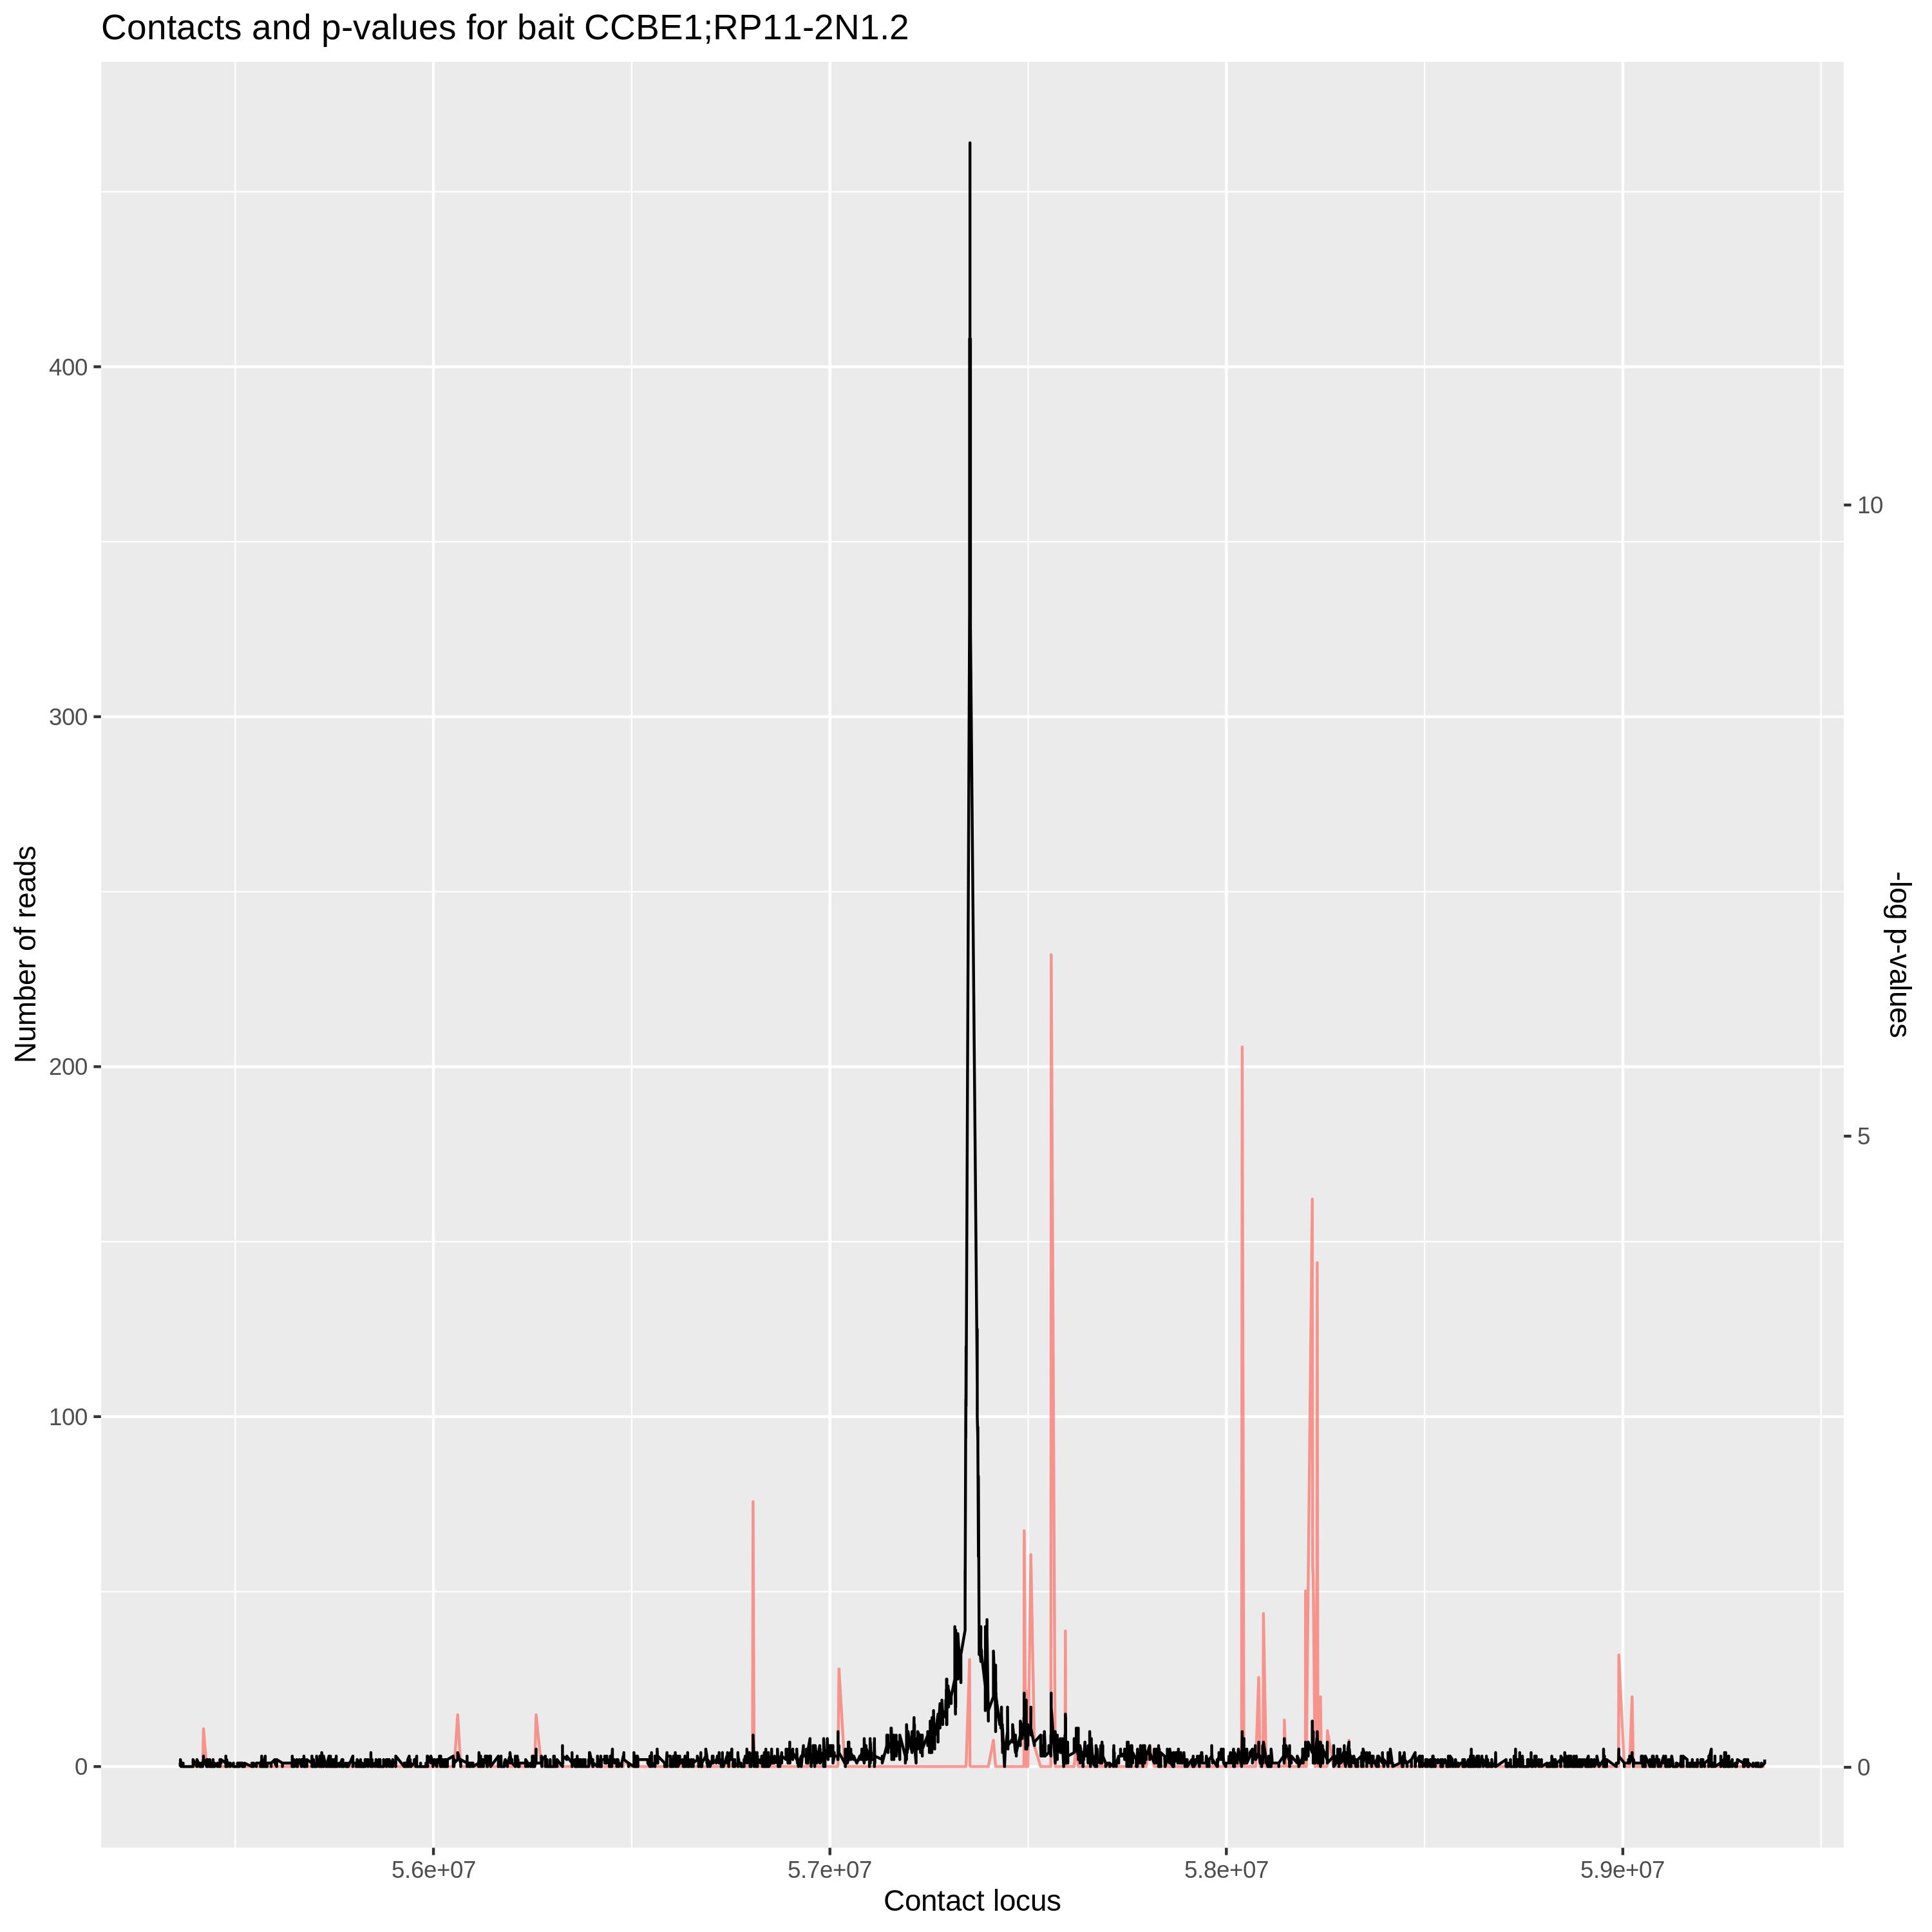 Contacts and p-values for bait CCBE1;RP11-2N1.2
400
300
200
100
0
Number of reads
10
5
0
-log p-values
5.6e+07
5.7e+07
5.8e+07
5.9e+07
Contact locus